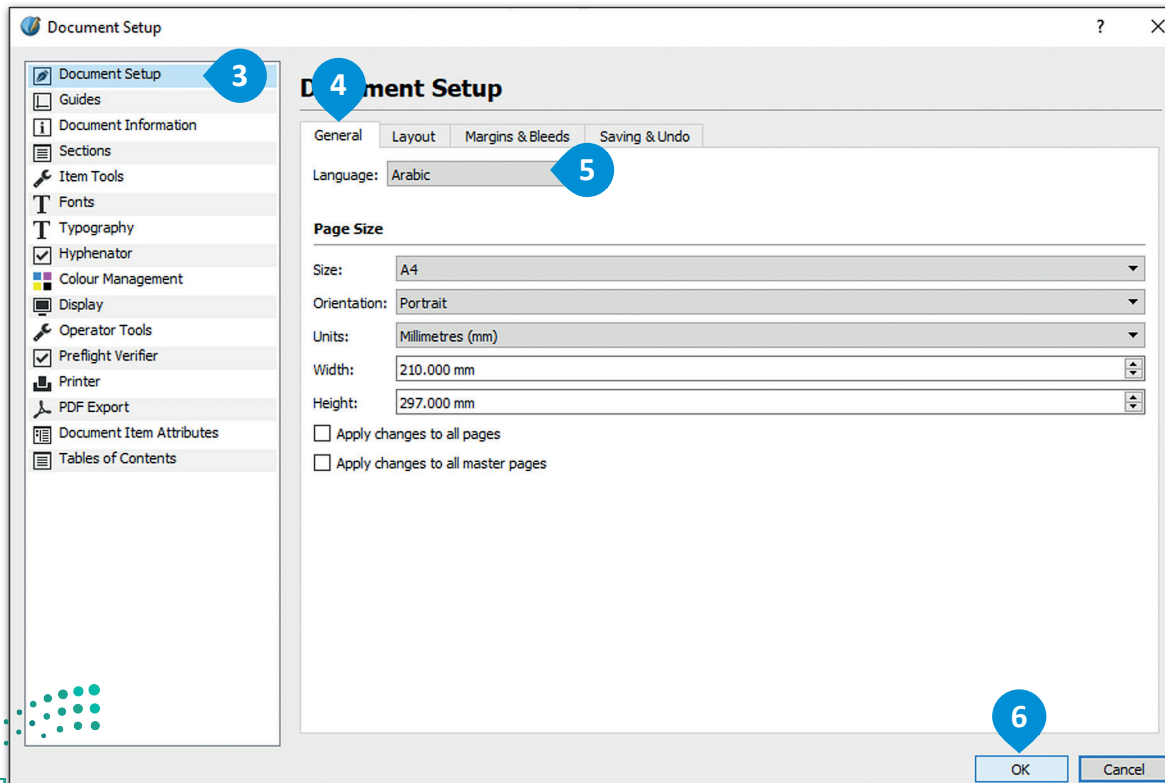 Document Setup
?
Document Setup
3
Guides
Document Information
Sections
Item Tools
Fonts
Typography
Hyphenator
Colour Management
Display
Operator Tools
Preflight Verifier
Printer
PDF Export
Document Item Attributes
Tables of Contents
4
General
Layout
Margins & Bleeds
Saving & Undo
Language:
Arabic
5
Page Size
Size:
A4
Orientation:
Portrait
Units:
Millimetres (mm)
Width:
210.000 mm
Height:
297.000 mm
Apply changes to all pages
Apply changes to all master pages
6
OK
Cancel